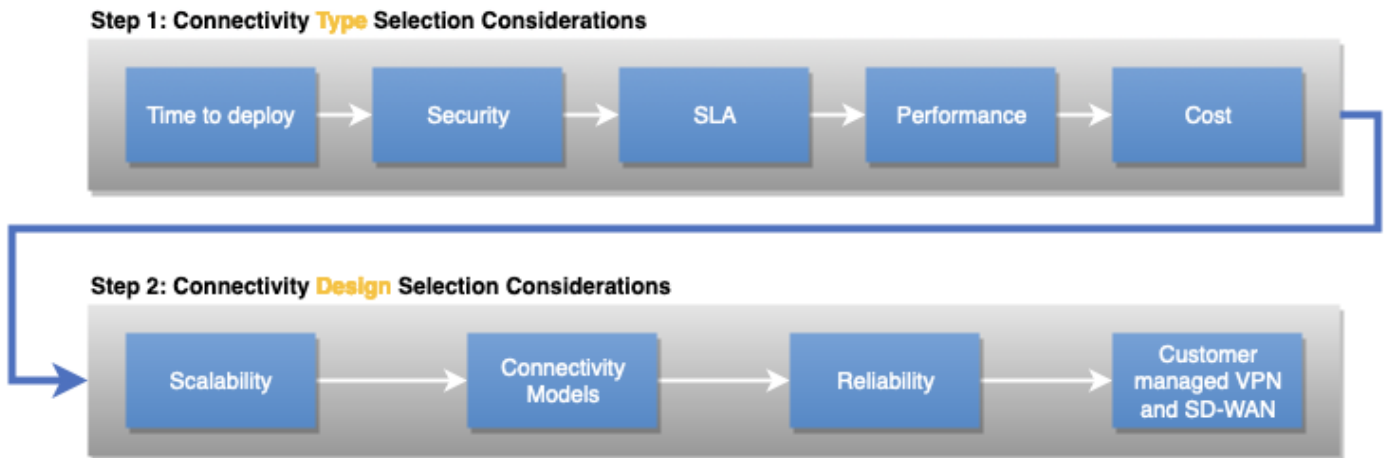 Step 1: Connectivity Type Selection Considerations
Time to deploy
Security
SLA
Performance
Cost
Step 2: Connectivity Design Selection Considerations
Scalability
Connectivity
Models
Reliability
Customer
managed VPN
and SD-WAN